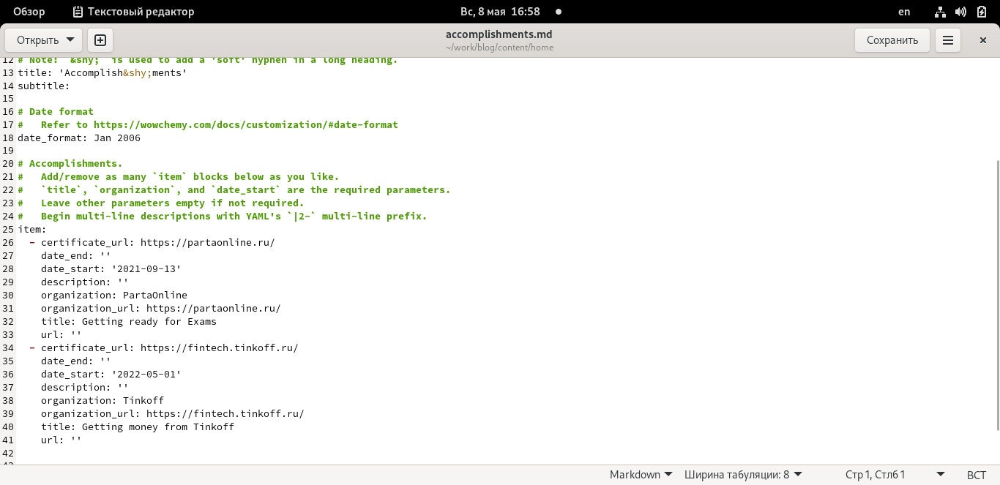 Обзор Текстовый редактор Вс, 8 мая 16:58 en
Открыть accomplishments.md Сохранить
~/work/blog/content/home
12 # Note: `&shy;` is used to add a 'soft' hyphen in a long heading.
13 title: 'Accomplish&shy;ments'
14 subtitle:
15
16 # Date format
17 #   Refer to https://wowchemy.com/docs/customization/#date-format
18 date_format: Jan 2006
19
20 # Accomplishments.
21 #   Add/remove as many `item` blocks below as you like.
22 #   `title`, `organization`, and `date_start` are the required parameters.
23 #   Leave other parameters empty if not required.
24 #   Begin multi-line descriptions with YAML's `|2-` multi-line prefix.
25 item:
26   - certificate_url: https://partaonline.ru/
27     date_end: ''
28     date_start: '2021-09-13'
29     description: ''
30     organization: PartaOnline
31     organization_url: https://partaonline.ru/
32     title: Getting ready for Exams
33     url: ''
34   - certificate_url: https://fintech.tinkoff.ru/
35     date_end: ''
36     date_start: '2022-05-01'
37     description: ''
38     organization: Tinkoff
39     organization_url: https://fintech.tinkoff.ru/
40     title: Getting money from Tinkoff
41     url: ''
42
Markdown Ширина табуляции: 8 Стр 1, Стлб 1 ВСТ